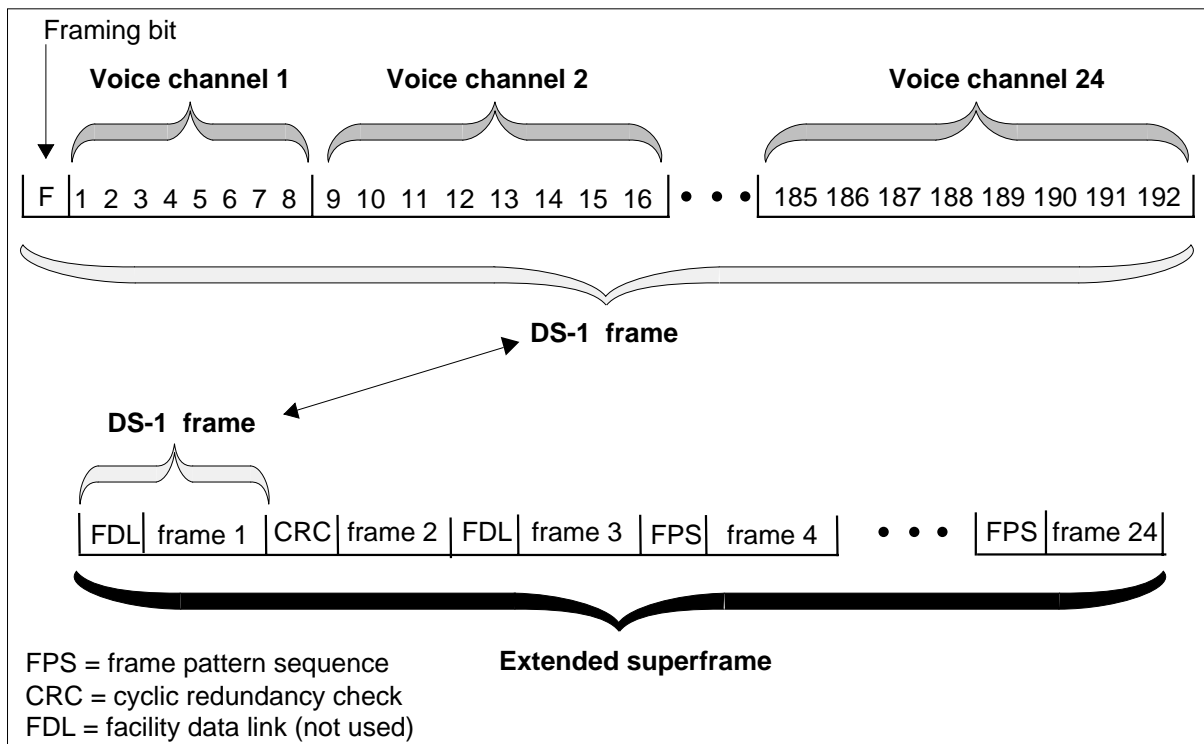 Framing bit
Voice channel 1 Voice channel 2 Voice channel 24
F 1 2 3 4 5 6 7 8 9 10 11 12 13 14 15 16 • • • 185 186 187 188 189 190 191 192
DS-1 frame
DS-1 frame
FDL frame 1 CRC frame 2 FDL frame 3 FPS frame 4 • • • FPS frame 24
Extended superframe
FPS = frame pattern sequence
CRC = cyclic redundancy check
FDL = facility data link (not used)